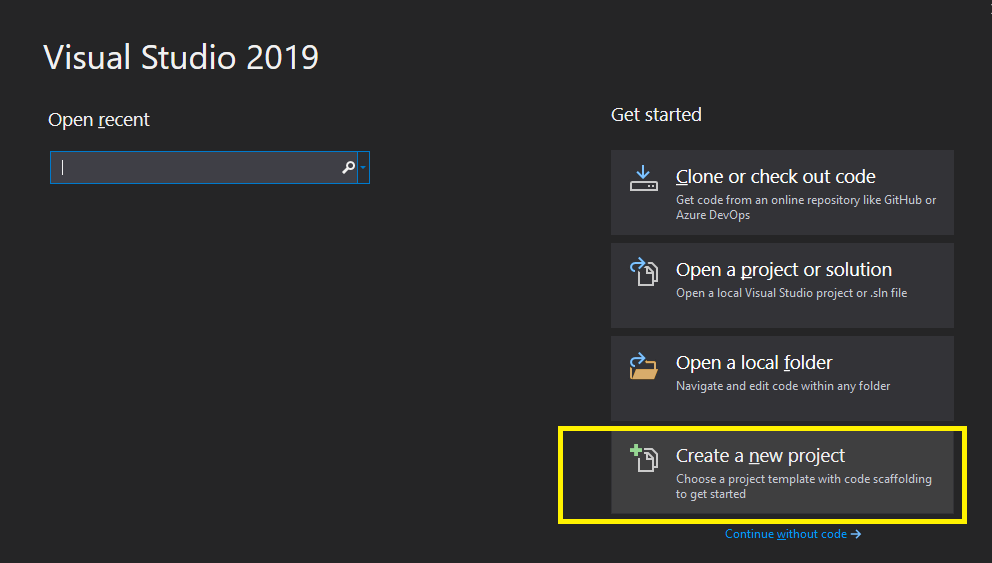 Visual Studio 2019
Open recent
Get started
Clone or check out code
Get code from an online repository like GitHub or
Azure DevOps
Open a project or solution
Open a local Visual Studio project or .sln file
Open a local folder
Navigate and edit code within any folder
Create a new project
Choose a project template with code scaffolding
to get started
Continue without code